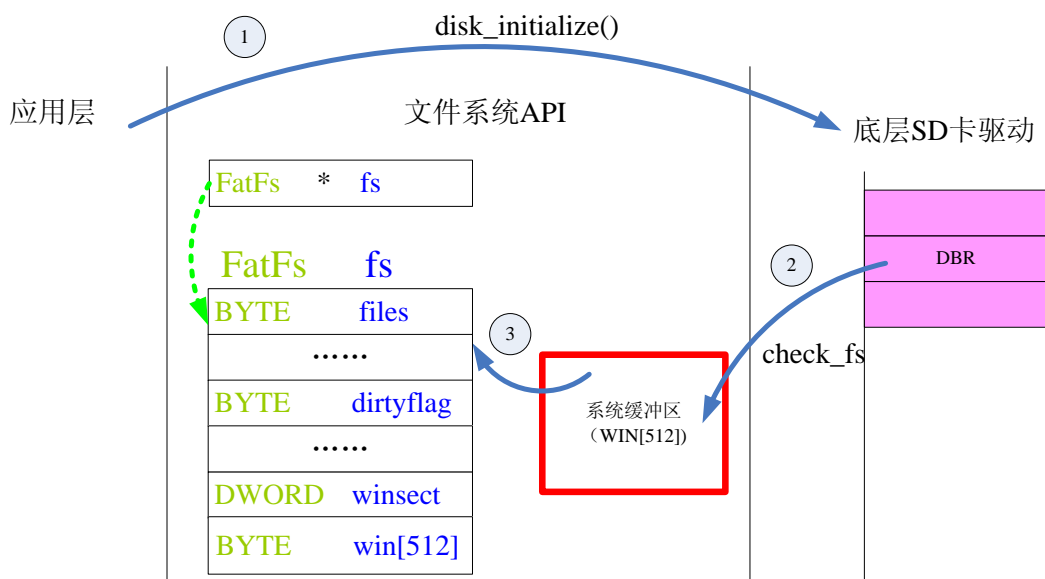 1
disk_initialize()
应用层
文件系统API
底层SD卡驱动
FatFs * fs
FatFs fs
BYTE files
……
BYTE dirtyflag
……
DWORD winsect
BYTE win[512]
3
系统缓冲区
（WIN[512]）
2
check_fs
DBR